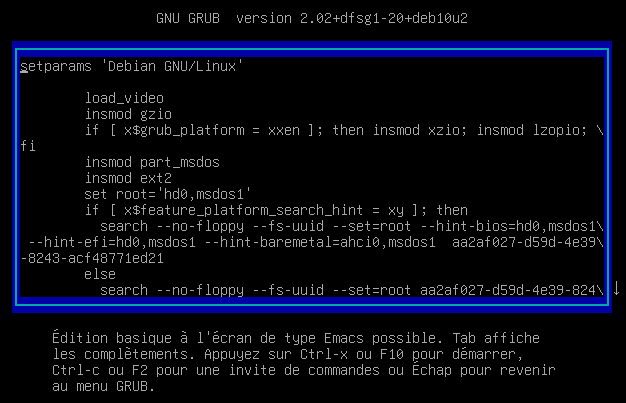 GNU GRUB  version 2.02+dfsg1-20+deb10u2
setparams 'Debian GNU/Linux'
load_video
insmod gzio
if [ x$grub_platform = xxen ]; then insmod xzio; insmod lzopio; \
fi
insmod part_msdos
insmod ext2
set root='hd0,msdos1'
if [ x$feature_platform_search_hint = xy ]; then
search --no-floppy --fs-uuid --set=root --hint-bios=hd0,msdos1\
--hint-efi=hd0,msdos1 --hint-baremetal=ahci0,msdos1  aa2af027-d59d-4e39\
-8243-acf48771ed21
else
search --no-floppy --fs-uuid --set=root aa2af027-d59d-4e39-824\
↓
Édition basique à l'écran de type Emacs possible. Tab affiche
les complètements. Appuyez sur Ctrl-x ou F10 pour démarrer,
Ctrl-c ou F2 pour une invite de commandes ou Échap pour revenir
au menu GRUB.